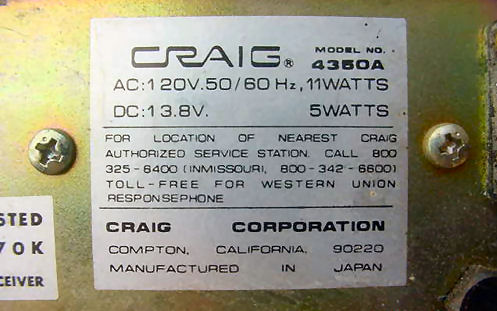 CRAIG® MODEL NO. 4350A
AC:120V.50/60 Hz, 11WATTS
DC:13.8V. 5WATTS
FOR LOCATION OF NEAREST CRAIG
AUTHORIZED SERVICE STATION. CALL 800
325-6400 (INMISSOURI, 800-342-6600)
TOLL-FREE FOR WESTERN UNION
RESPONSEPHONE
CRAIG CORPORATION
COMPTON, CALIFORNIA, 90220
MANUFACTURED IN JAPAN
STED
70K
CEIVER